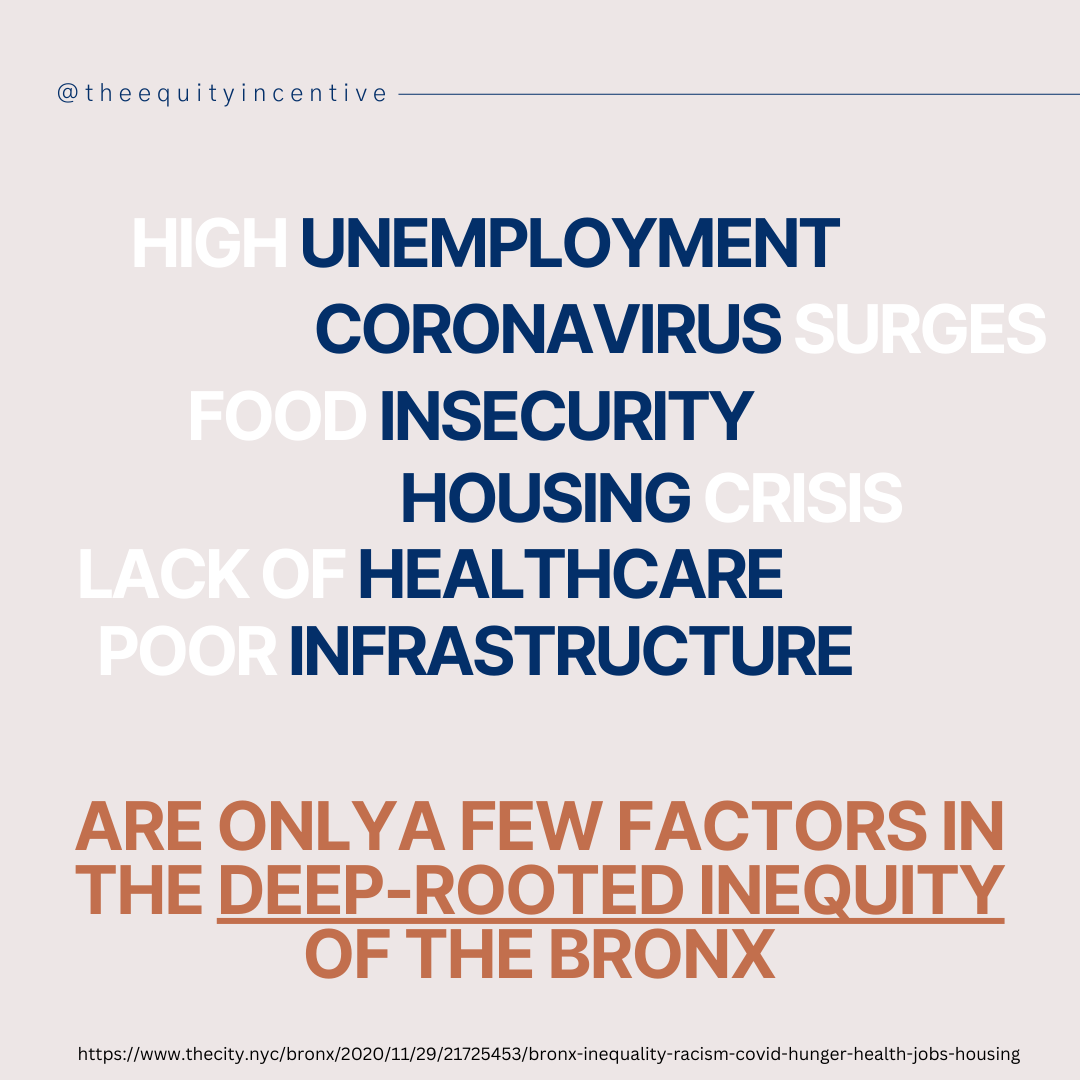 @theequityincentive
HIGH UNEMPLOYMENT
CORONAVIRUS SURGES
FOOD INSECURITY
HOUSING CRISIS
LACK OF HEALTHCARE
POOR INFRASTRUCTURE
ARE ONLYA FEW FACTORS IN
THE DEEP-ROOTED INEQUITY
OF THE BRONX
https://www.thecity.nyc/bronx/2020/11/29/21725453/bronx-inequality-racism-covid-hunger-health-jobs-housing